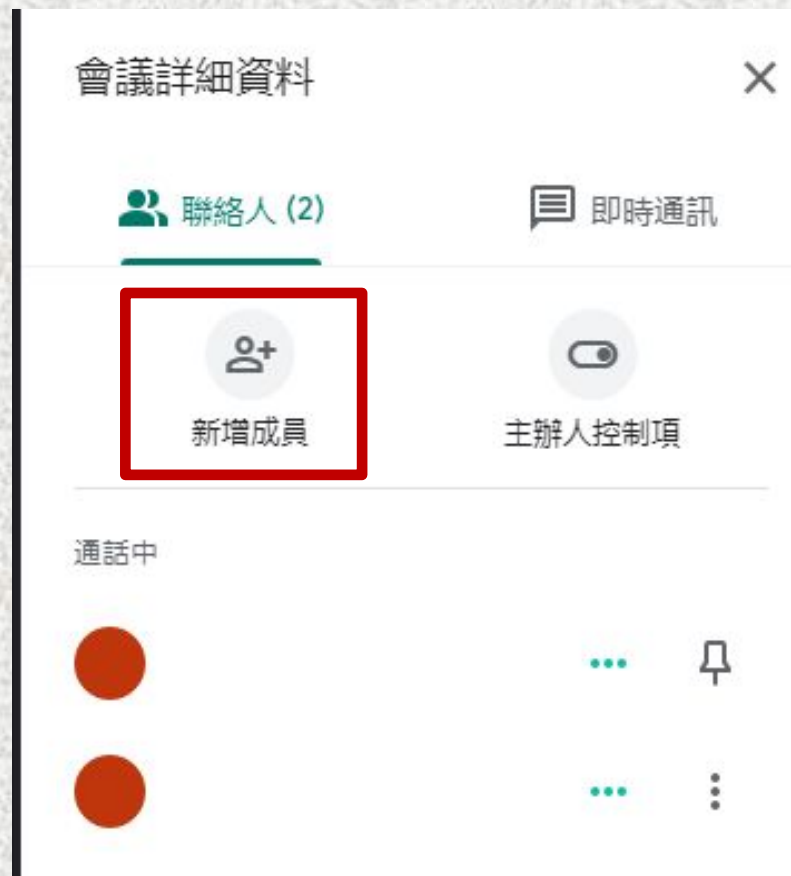 會議詳細資料
聯絡人 (2)
即時通訊
新增成員
主辦人控制項
通話中